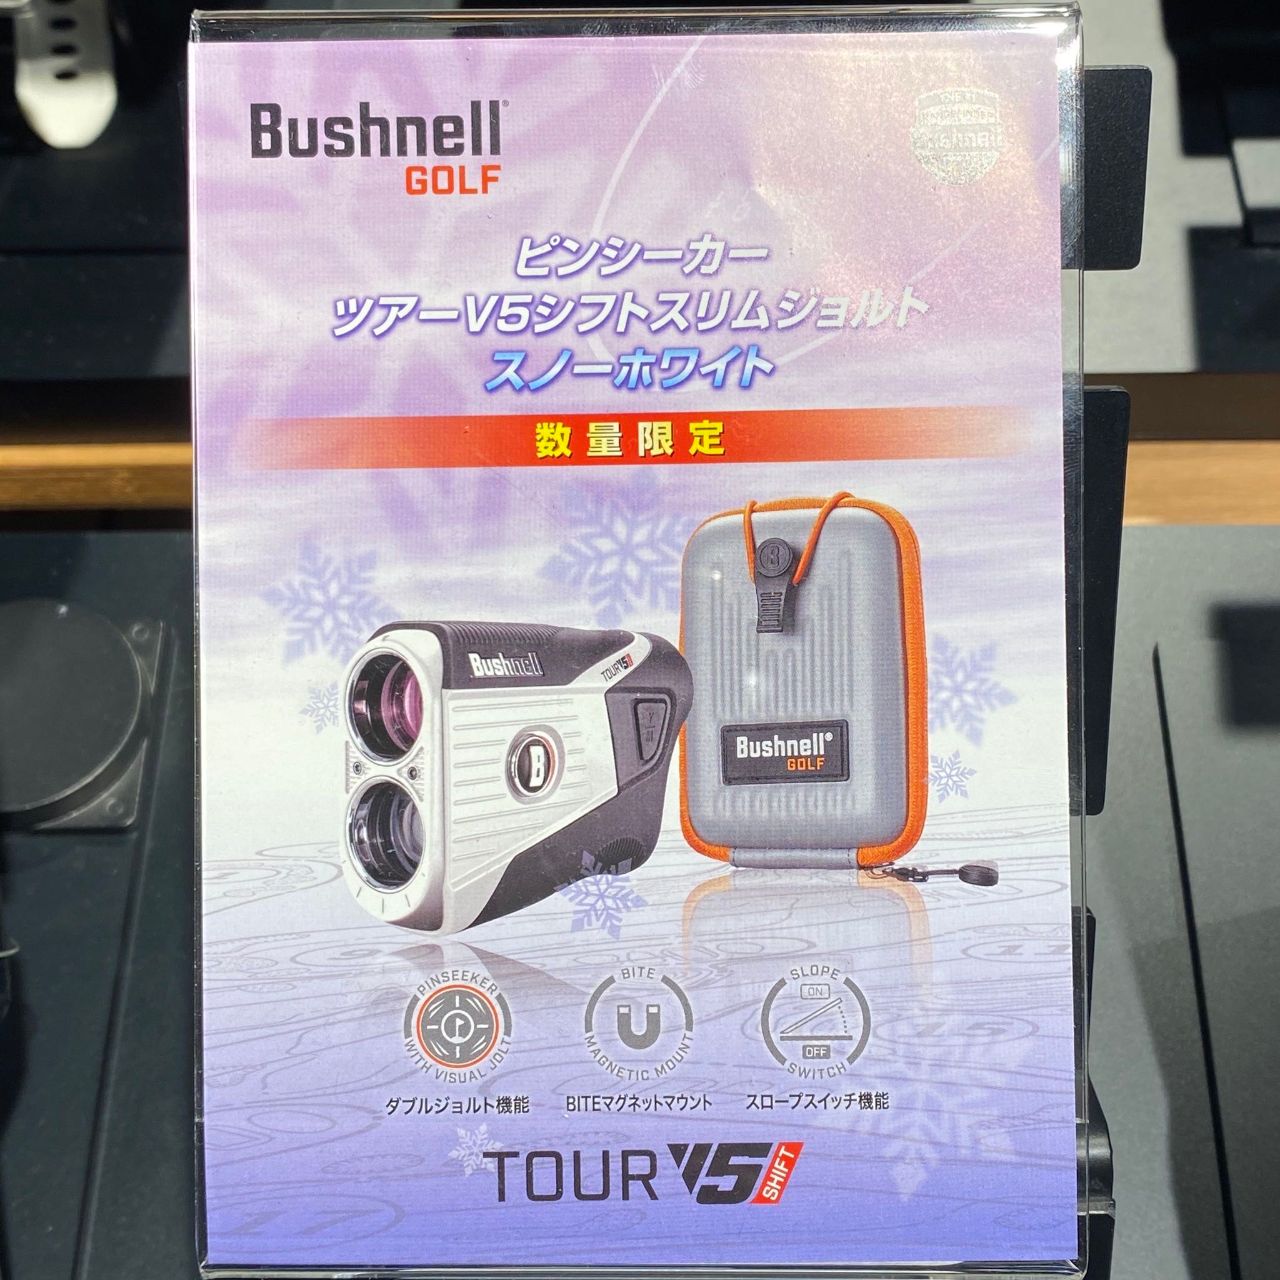 Bushnell®
GOLF
ピンシーカー
ツアーV5シフトスリムジョルト
スノーホワイト
数量限定
Bushnell
TOUR V5
B
B
Bushnell®
GOLF
PINSEEKER
WITH VISUAL JOLT
ダブルジョルト機能
BITE
MAGNETIC MOUNT
BITEマグネットマウント
SLOPE
ON
OFF
SWITCH
スロープスイッチ機能
TOUR V5 SHIFT
11
15
17